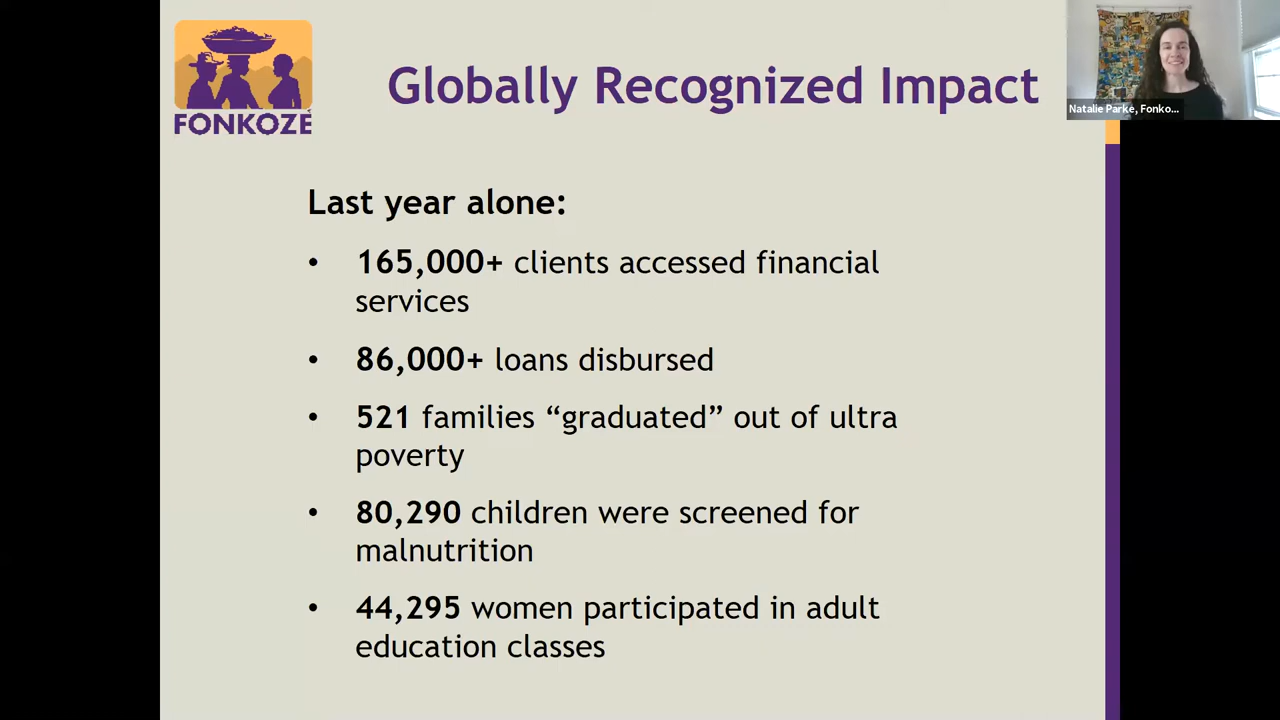 FONKOZE
Globally Recognized Impact
Natalie Parke, Fonko...
Last year alone:
• 165,000+ clients accessed financial
services
• 86,000+ loans disbursed
• 521 families “graduated” out of ultra
poverty
• 80,290 children were screened for
malnutrition
• 44,295 women participated in adult
education classes